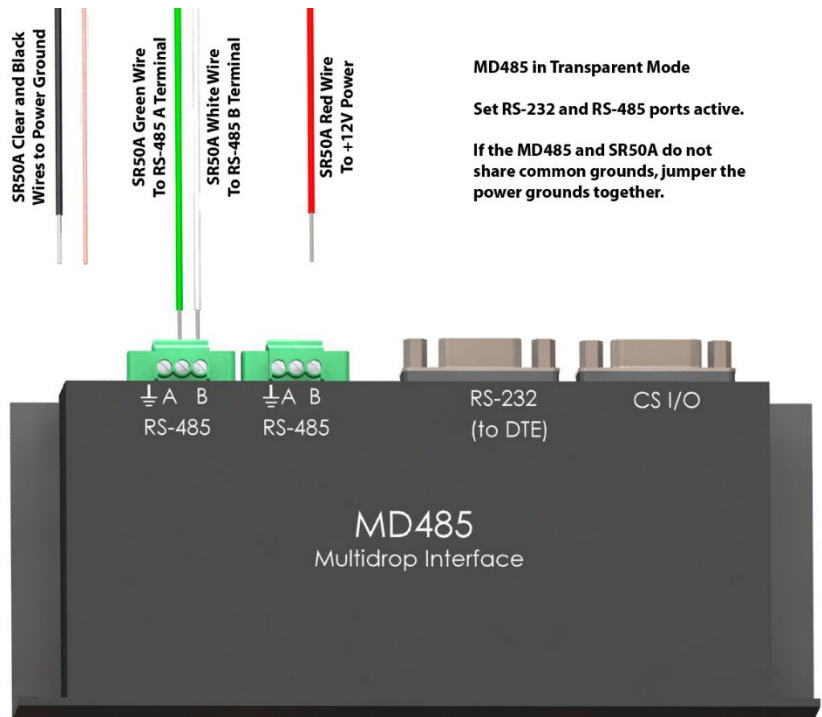 SR50A Clear and Black
Wires to Power Ground
SR50A Green Wire
To RS-485 A Terminal
SR50A White Wire
To RS-485 B Terminal
SR50A Red Wire
To +12V Power
MD485 in Transparent Mode
Set RS-232 and RS-485 ports active.
If the MD485 and SR50A do not
share common grounds, jumper the
power grounds together.
A B
RS-485
A B
RS-485
RS-232
(to DTE)
CS I/O
MD485
Multidrop Interface